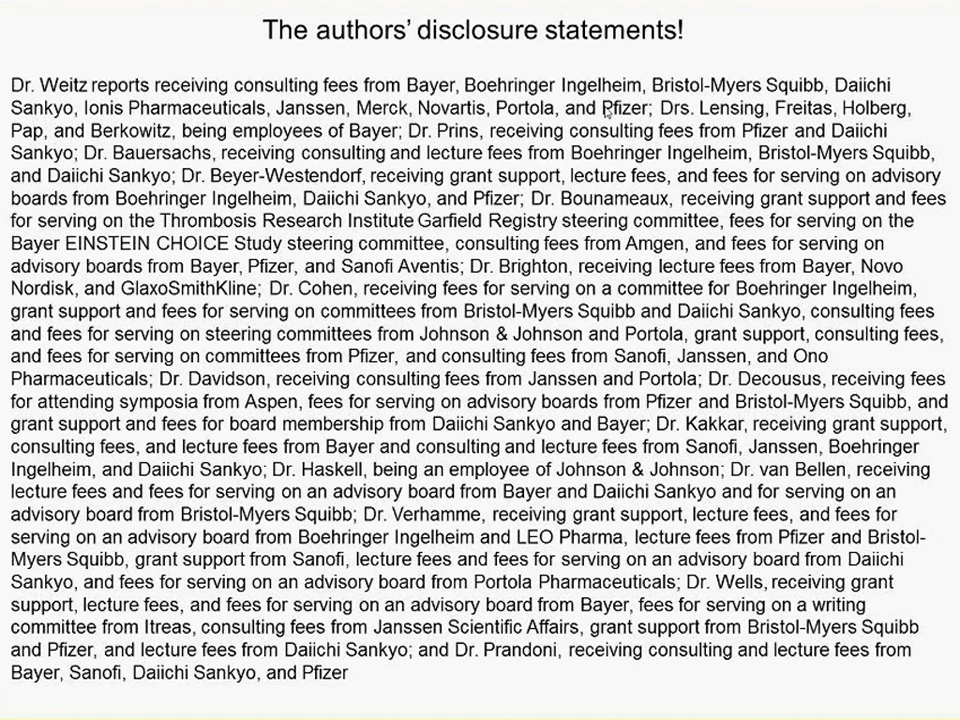 The authors' disclosure statements!
Dr. Weitz reports receiving consulting fees from Bayer, Boehringer Ingelheim, Bristol-Myers Squibb, Daiichi
Sankyo, Ionis Pharmaceuticals, Janssen, Merck, Novartis, Portola, and Pfizer; Drs. Lensing, Freitas, Holberg,
Pap, and Berkowitz, being employees of Bayer; Dr. Prins, receiving consulting fees from Pfizer and Daiichi
Sankyo; Dr. Bauersachs, receiving consulting and lecture fees from Boehringer Ingelheim, Bristol-Myers Squibb,
and Daiichi Sankyo; Dr. Beyer-Westendorf, receiving grant support, lecture fees, and fees for serving on advisory
boards from Boehringer Ingelheim, Daiichi Sankyo, and Pfizer; Dr. Bounameaux, receiving grant support and fees
for serving on the Thrombosis Research Institute Garfield Registry steering committee, fees for serving on the
Bayer EINSTEIN CHOICE Study steering committee, consulting fees from Amgen, and fees for serving on
advisory boards from Bayer, Pfizer, and Sanofi Aventis; Dr. Brighton, receiving lecture fees from Bayer, Novo
Nordisk, and GlaxoSmithKline; Dr. Cohen, receiving fees for serving on a committee for Boehringer Ingelheim,
grant support and fees for serving on committees from Bristol-Myers Squibb and Daiichi Sankyo, consulting fees
and fees for serving on steering committees from Johnson & Johnson and Portola, grant support, consulting fees,
and fees for serving on committees from Pfizer, and consulting fees from Sanofi, Janssen, and Ono
Pharmaceuticals; Dr. Davidson, receiving consulting fees from Janssen and Portola; Dr. Decousus, receiving fees
for attending symposia from Aspen, fees for serving on advisory boards from Pfizer and Bristol-Myers Squibb, and
grant support and fees for board membership from Daiichi Sankyo and Bayer; Dr. Kakkar, receiving grant support,
consulting fees, and lecture fees from Bayer and consulting and lecture fees from Sanofi, Janssen, Boehringer
Ingelheim, and Daiichi Sankyo; Dr. Haskell, being an employee of Johnson & Johnson; Dr. van Bellen, receiving
lecture fees and fees for serving on an advisory board from Bayer and Daiichi Sankyo and for serving on an
advisory board from Bristol-Myers Squibb; Dr. Verhamme, receiving grant support, lecture fees, and fees for
serving on an advisory board from Boehringer Ingelheim and LEO Pharma, lecture fees from Pfizer and Bristol-
Myers Squibb, grant support from Sanofi, lecture fees and fees for serving on an advisory board from Daiichi
Sankyo, and fees for serving on an advisory board from Portola Pharmaceuticals; Dr. Wells, receiving grant
support, lecture fees, and fees for serving on an advisory board from Bayer, fees for serving on a writing
committee from Itreas, consulting fees from Janssen Scientific Affairs, grant support from Bristol-Myers Squibb
and Pfizer, and lecture fees from Daiichi Sankyo; and Dr. Prandoni, receiving consulting and lecture fees from
Bayer, Sanofi, Daiichi Sankyo, and Pfizer